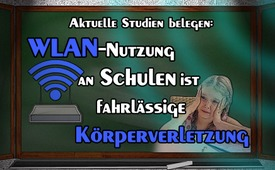 Aktuelle Studien belegen:
WLAN-Nutzung
an Schulen ist
fahrlässige
Körperverletzung